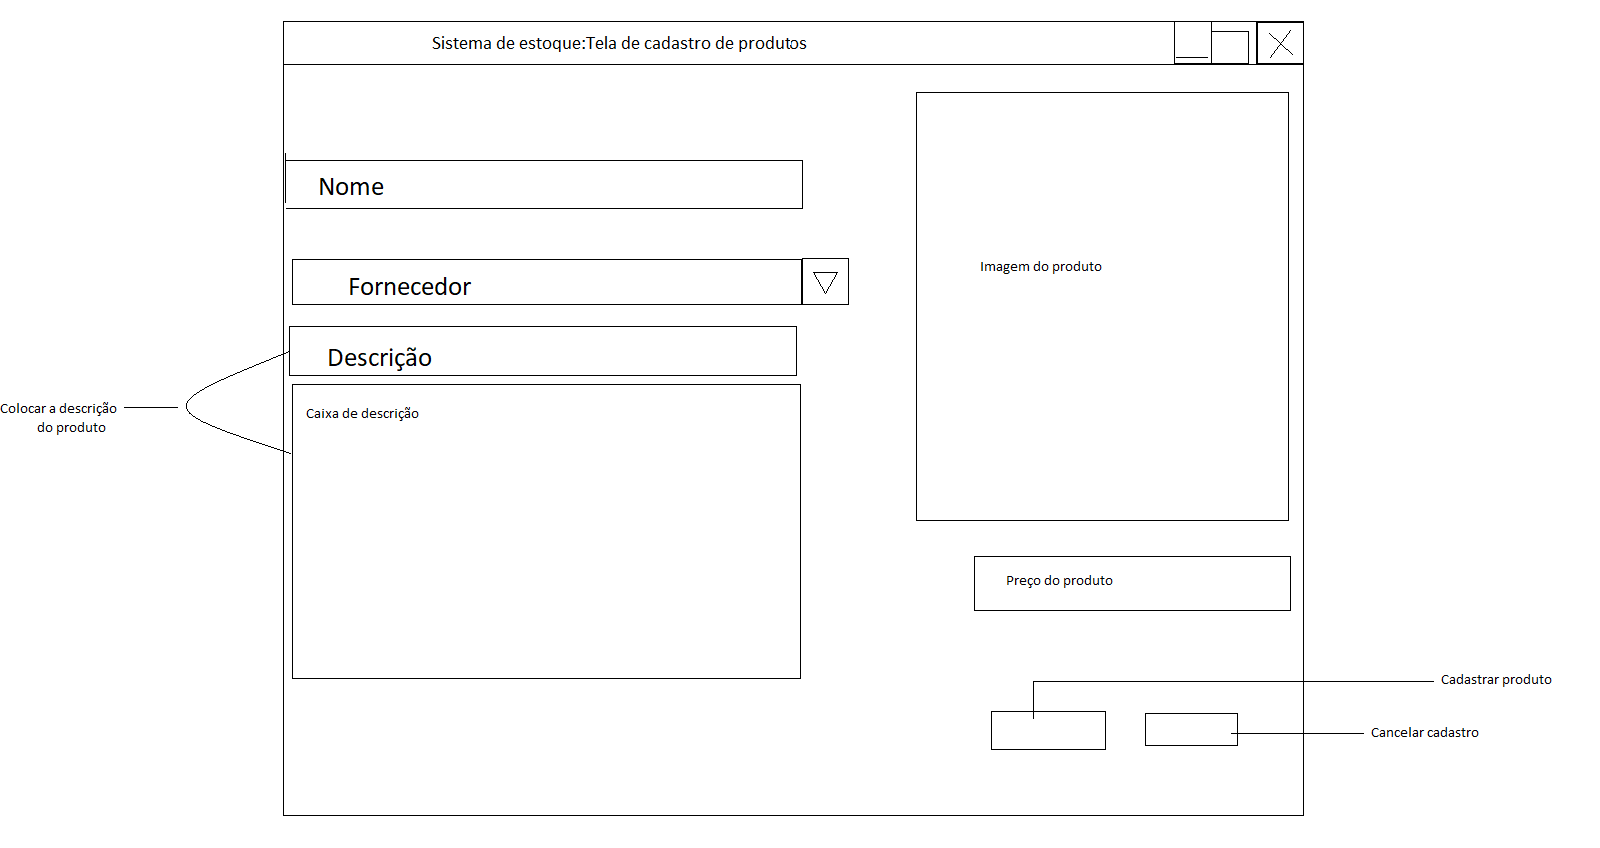 Sistema de estoque:Tela de cadastro de produtos
Nome
Fornecedor
Imagem do produto
Descrição
Caixa de descrição
Colocar a descrição
do produto
Preço do produto
Cadastrar produto
Cancelar cadastro